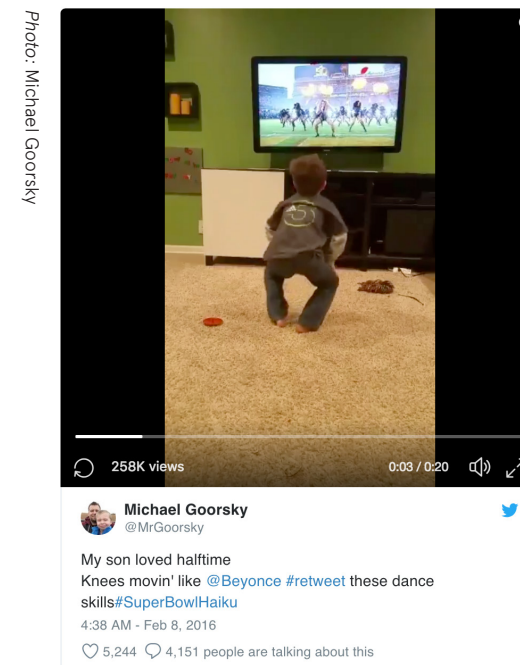 Photo: Michael Goorsky
258K views
0:03 / 0:20
Michael Goorsky
@MrGoorsky
My son loved halftime
Knees movin' like @Beyonce #retweet these dance
skills#SuperBowlHaiku
4:38 AM - Feb 8, 2016
5,244 4,151 people are talking about this